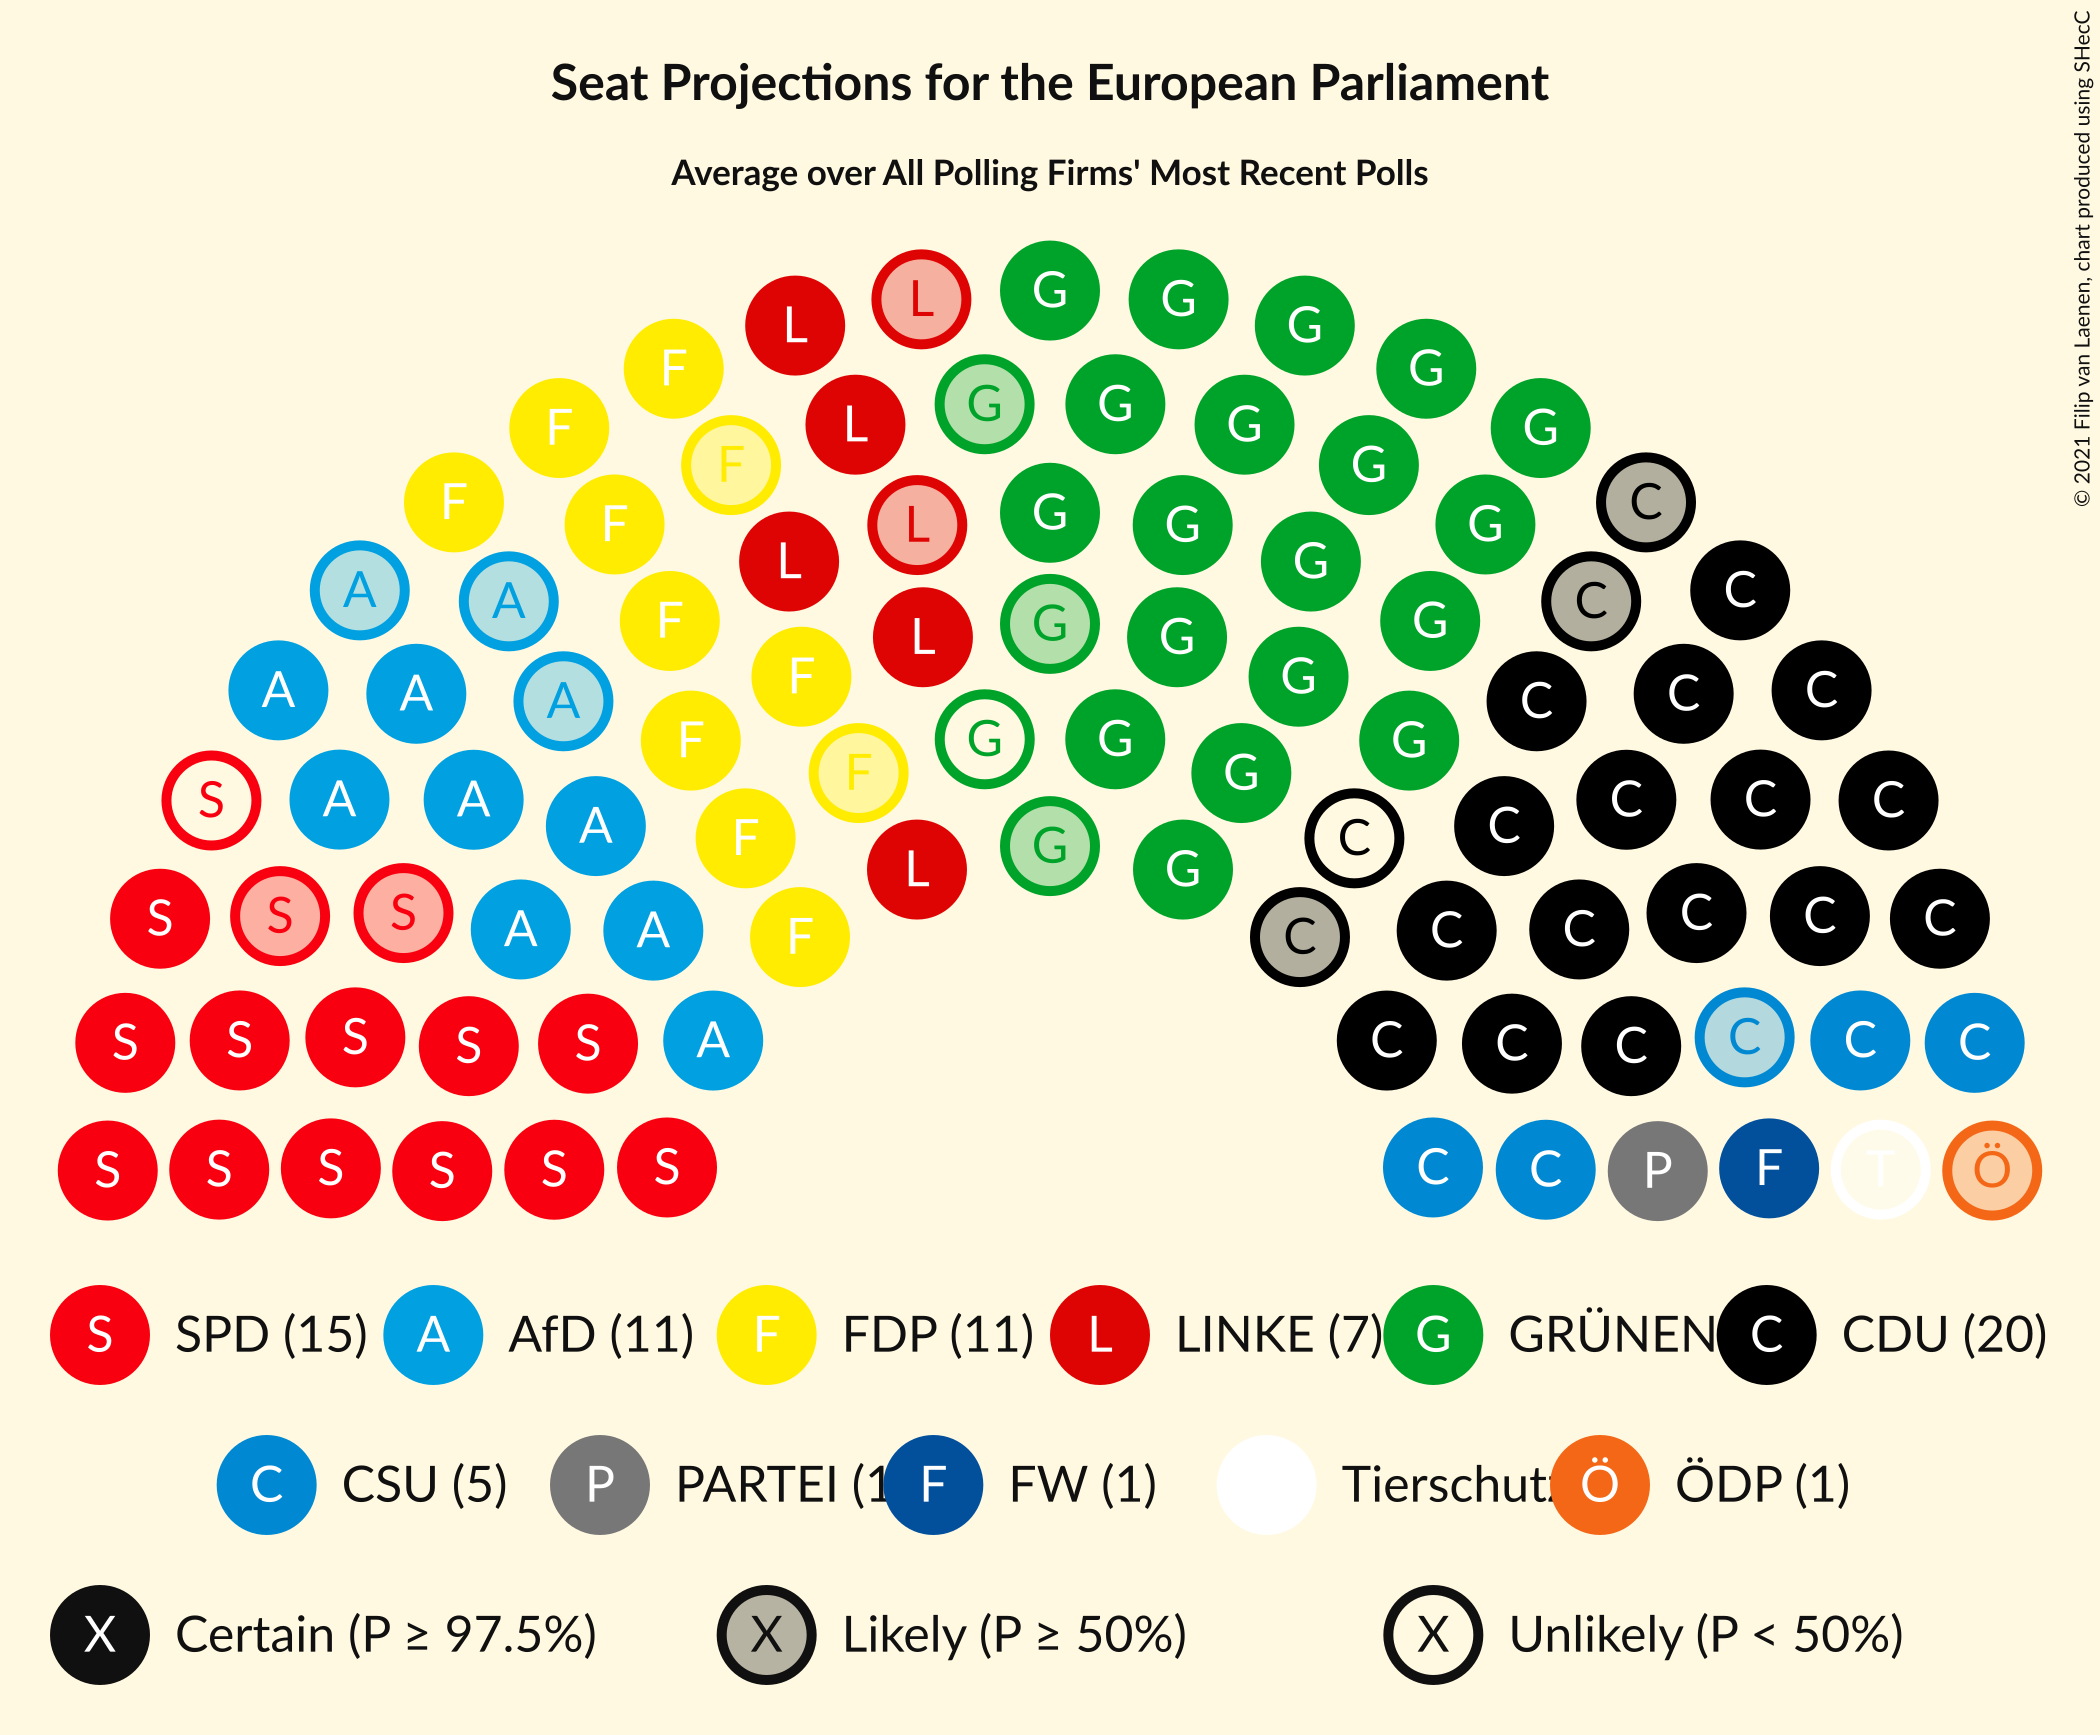 Seat Projections for the European Parliament
Average over All Polling Firms' Most Recent Polls
© 2021 Filip van Laenen, chart produced using SHecC
L L G G G G G
F F F L G G G G G C
F F L L G G G G C C
A A F L G G G G C C C
A A A F F F G G G G C C C
S A A A F F G G C C C C C
S S S A A F L G G C C C C C C
S S S S S A C C C C C C
S S S S S S C C P F T Ö
S SPD (15) A AfD (11) F FDP (11) L LINKE (7) G GRÜNEN C CDU (20)
C CSU (5) P PARTEI (1 F FW (1) Tierschutz Ö ÖDP (1)
X Certain (P ≥ 97.5%) X Likely (P ≥ 50%) X Unlikely (P < 50%)